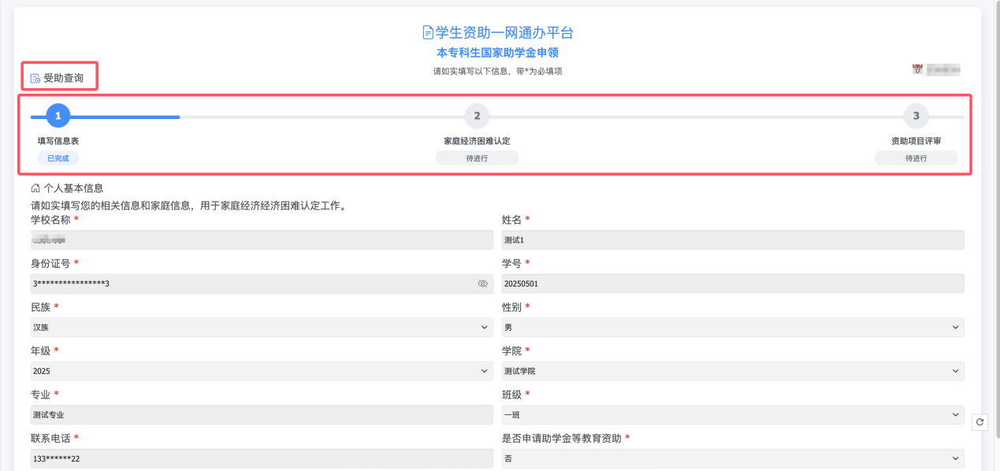 学生资助一网通办平台
本专科生国家助学金申领
请如实填写以下信息，带*为必填项
17
受助查询
1
2
3
填写信息表
家庭经济困难认定
资助项目评审
已完成
待进行
待进行
个人基本信息
请如实填写您的相关信息和家庭信息，用于家庭经济经济困难认定工作。
学校名称 *
姓名 *
测试1
身份证号 *
学号 *
3****************3
20250501
民族 *
性别 *
汉族
男
年级 *
学院 *
2025
测试学院
专业 *
班级 *
测试专业
一班
联系电话 *
是否申请助学金等教育资助 *
133******22
否